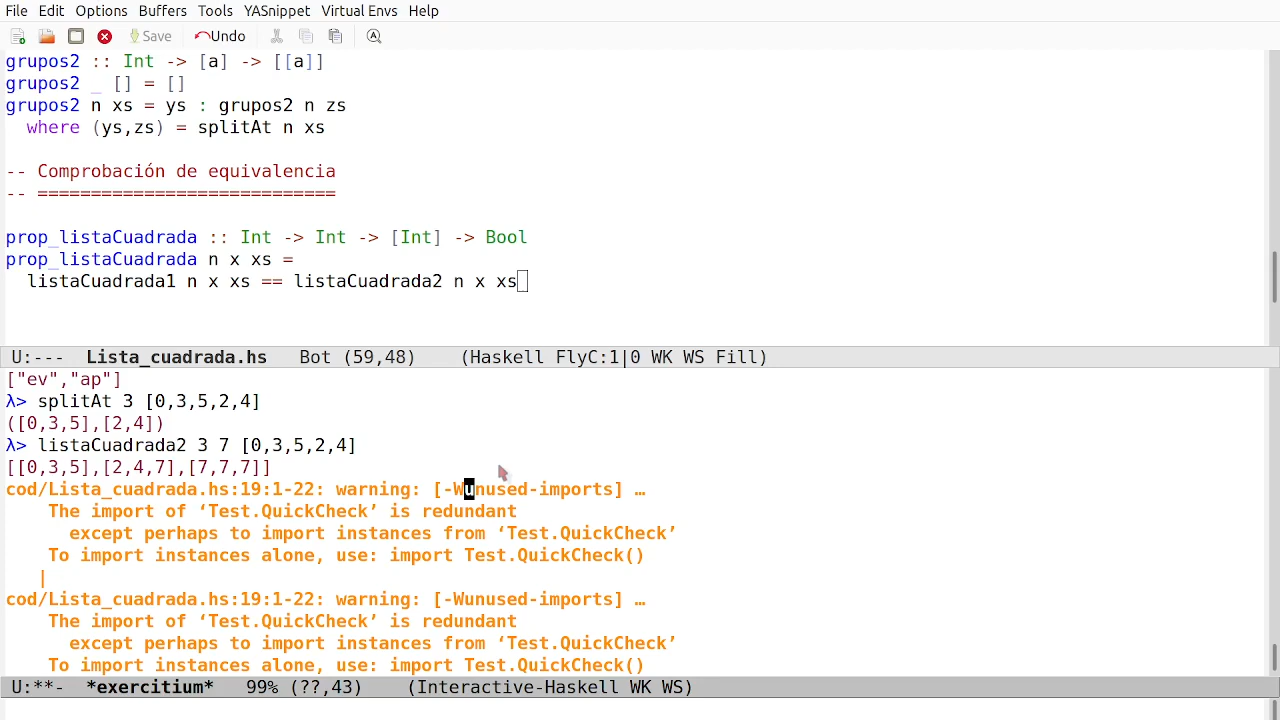 File Edit Options Buffers Tools YASnippet Virtual Envs Help
Save Undo
grupos2 :: Int -> [a] -> [[a]]
grupos2 _ [] = []
grupos2 n xs = ys : grupos2 n zs
  where (ys,zs) = splitAt n xs
-- Comprobación de equivalencia
-- ============================
prop_listaCuadrada :: Int -> Int -> [Int] -> Bool
prop_listaCuadrada n x xs =
  listaCuadrada1 n x xs == listaCuadrada2 n x xs
U:--- Lista_cuadrada.hs Bot (59,48) (Haskell FlyC:1|0 WK WS Fill)
["ev","ap"]
λ> splitAt 3 [0,3,5,2,4]
([0,3,5],[2,4])
λ> listaCuadrada2 3 7 [0,3,5,2,4]
[[0,3,5],[2,4,7],[7,7,7]]
cod/Lista_cuadrada.hs:19:1-22: warning: [-Wunused-imports] …
    The import of ‘Test.QuickCheck’ is redundant
      except perhaps to import instances from ‘Test.QuickCheck’
    To import instances alone, use: import Test.QuickCheck()
   |
cod/Lista_cuadrada.hs:19:1-22: warning: [-Wunused-imports] …
    The import of ‘Test.QuickCheck’ is redundant
      except perhaps to import instances from ‘Test.QuickCheck’
    To import instances alone, use: import Test.QuickCheck()
U:**- *exercitium* 99% (??,43) (Interactive-Haskell WK WS)